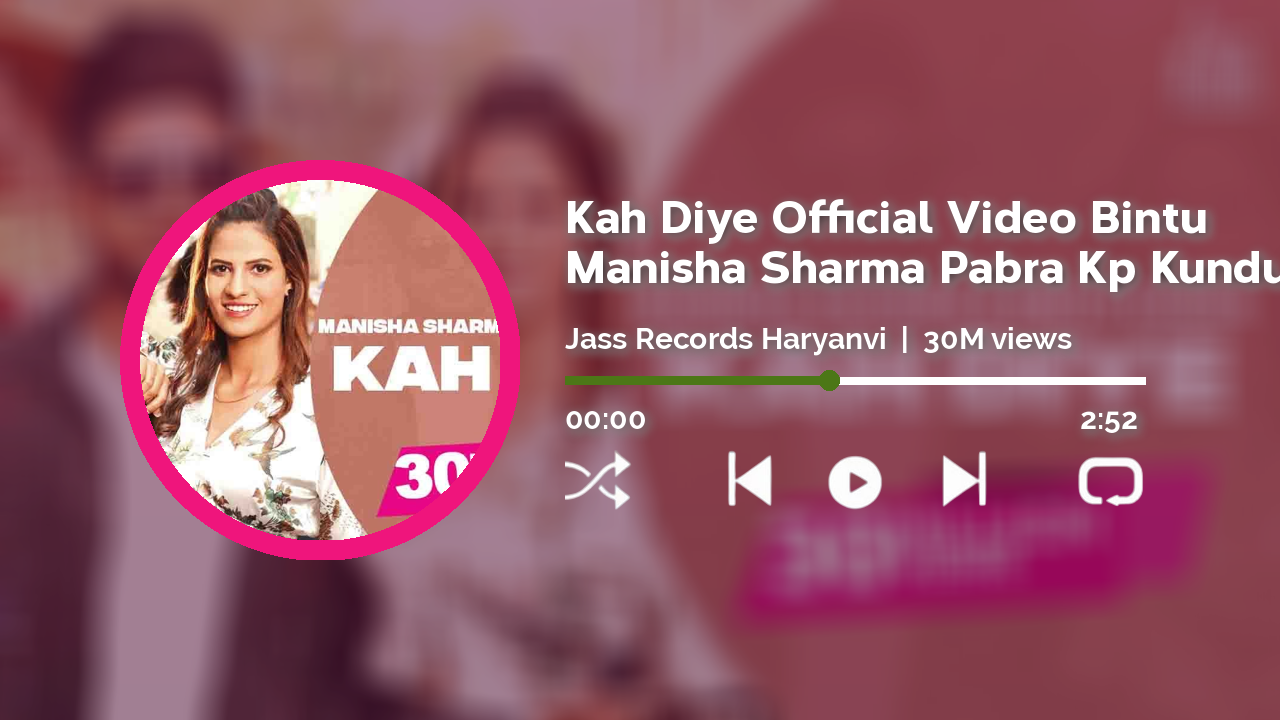 Kah Diye Official Video Bintu
Manisha Sharma Pabra Kp Kundu
Jass Records Haryanvi | 30M views
00:00
2:52
MANISHA SHARM
KAH
30